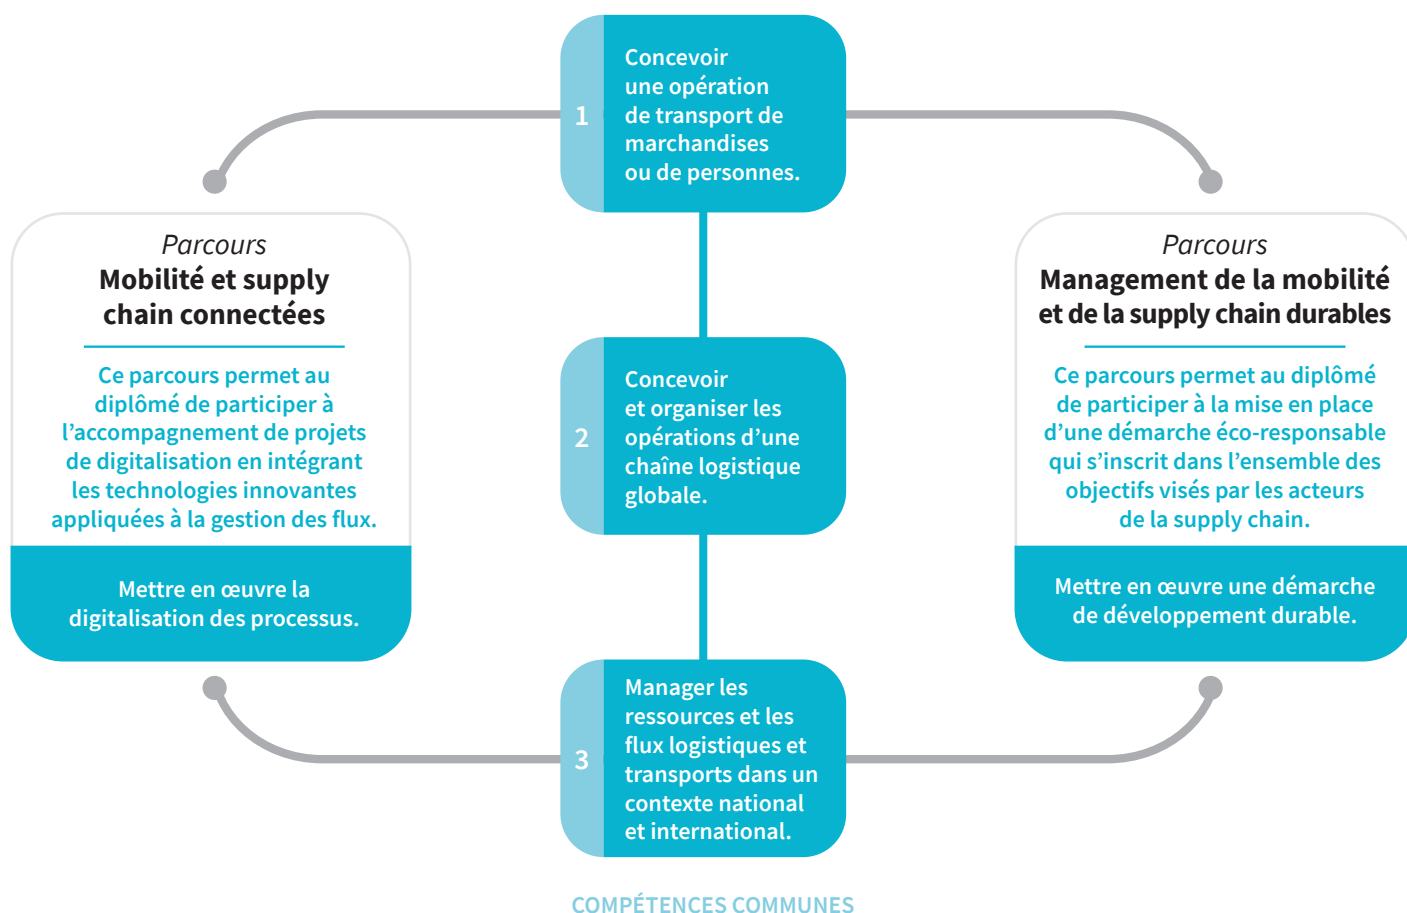 1
Concevoir
une opération
de transport de
marchandises
ou de personnes.
Parcours
Mobilité et supply
chain connectées
Ce parcours permet au
diplômé de participer à
l’accompagnement de projets
de digitalisation en intégrant
les technologies innovantes
appliquées à la gestion des flux.
Mettre en œuvre la
digitalisation des processus.
2
Concevoir
et organiser les
opérations d’une
chaîne logistique
globale.
Parcours
Management de la mobilité
et de la supply chain durables
Ce parcours permet au diplômé
de participer à la mise en place
d’une démarche éco-responsable
qui s’inscrit dans l’ensemble des
objectifs visés par les acteurs
de la supply chain.
Mettre en œuvre une démarche
de développement durable.
3
Manager les
ressources et les
flux logistiques et
transports dans un
contexte national
et international.
COMPÉTENCES COMMUNES